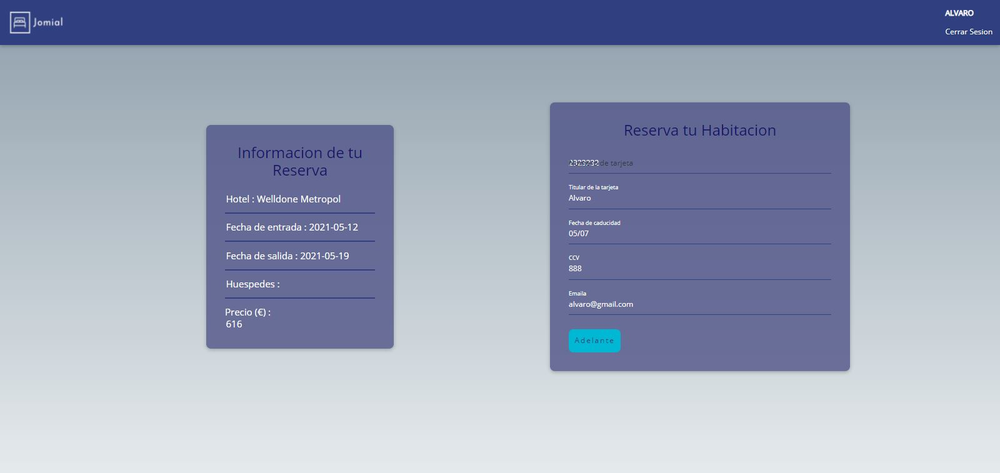 Jomial
ALVARO
Cerrar Sesion
Informacion de tu
Reserva
Hotel : Welldone Metropol
Fecha de entrada : 2021-05-12
Fecha de salida : 2021-05-19
Huespedes :
Precio (€) :
616
Reserva tu Habitacion
de tarjeta
Titular de la tarjeta
Alvaro
Fecha de caducidad
05/07
CCV
888
Emaila
alvaro@gmail.com
Adelante